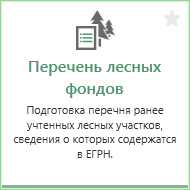 Перечень лесных
фондов
Подготовка перечня ранее
учтенных лесных участков,
сведения о которых содержатся
в ЕГРН.